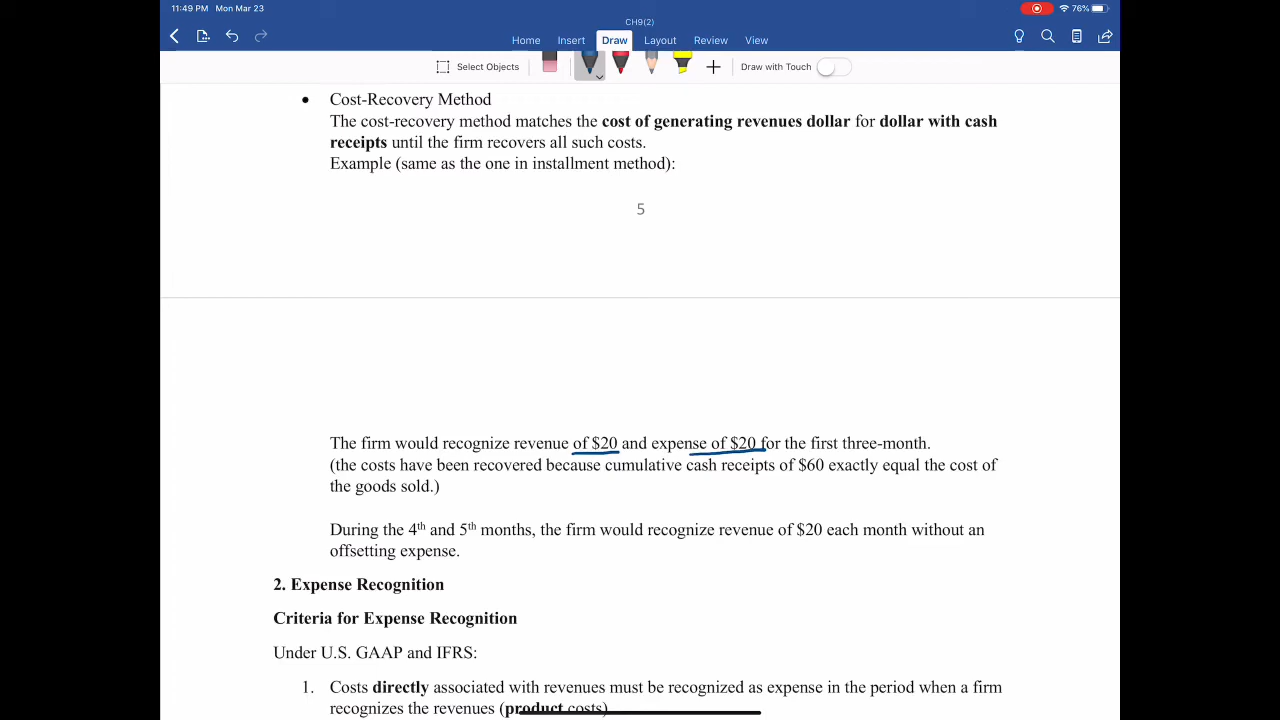 11:49 PM Mon Mar 23
76%
CH9(2)
Home Insert Draw Layout Review View
Select Objects
Draw with Touch
• Cost-Recovery Method
The cost-recovery method matches the cost of generating revenues dollar for dollar with cash
receipts until the firm recovers all such costs.
Example (same as the one in installment method):
5
The firm would recognize revenue of $20 and expense of $20 for the first three-month.
(the costs have been recovered because cumulative cash receipts of $60 exactly equal the cost of
the goods sold.)
During the 4th and 5th months, the firm would recognize revenue of $20 each month without an
offsetting expense.
2. Expense Recognition
Criteria for Expense Recognition
Under U.S. GAAP and IFRS:
1. Costs directly associated with revenues must be recognized as expense in the period when a firm
recognizes the revenues (product costs)